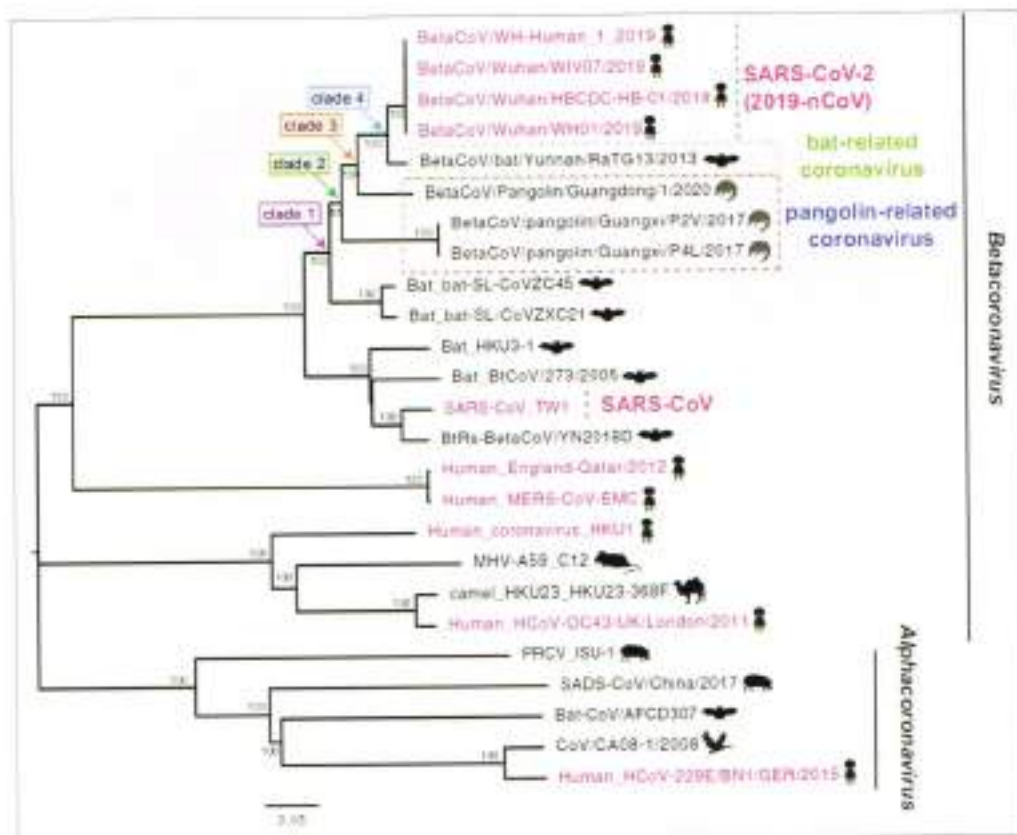 BetaCoV/WH-Human_1_2019
BetaCoV/Wuhan/WIV07/2019
BetaCoV/Wuhan/HBCDC-HB-01/2019
BetaCoV/Wuhan/WH01/2019
SARS-CoV-2
(2019-nCoV)
clade 4
clade 3
clade 2
clade 1
BetaCoV/bat/Yunnan/RaTG13/2013
bat-related
coronavirus
BetaCoV/Pangolin/Guangdong/1/2020
BetaCoV/pangolin/Guangxi/P2V/2017
BetaCoV/pangolin/Guangxi/P4L/2017
pangolin-related
coronavirus
Bat_bat-SL-CoVZC45
Bat_bat-SL-CoVZXC21
Bat_HKU3-1
Bat_BtCoV/273/2005
SARS-CoV_TW1
SARS-CoV
BtRs-BetaCoV/YN2018D
Human_England-Qatar/2012
Human_MERS-CoV-EMC
Human_coronavirus_HKU1
MHV-A59_C12
camel_HKU23_HKU23-368F
Human_HCoV-OC43/UK/London/2011
Betacoronavirus
PRCV_ISU-1
SADS-CoV/China/2017
Bat-CoV/AFCD307
CoV/CA08-1/2008
Human_HCoV-229E/BN1/GER/2015
Alphacoronavirus